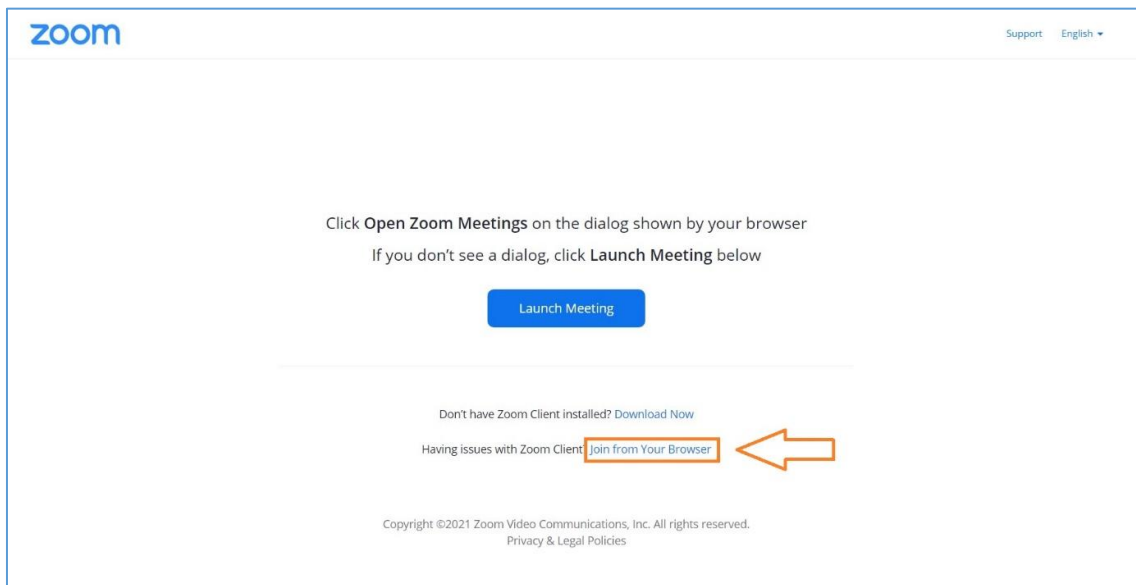 zoom
Support English
Click Open Zoom Meetings on the dialog shown by your browser
If you don't see a dialog, click Launch Meeting below
Launch Meeting
Don't have Zoom Client installed? Download Now
Having issues with Zoom Client? Join from Your Browser
Copyright ©2021 Zoom Video Communications, Inc. All rights reserved.
Privacy & Legal Policies